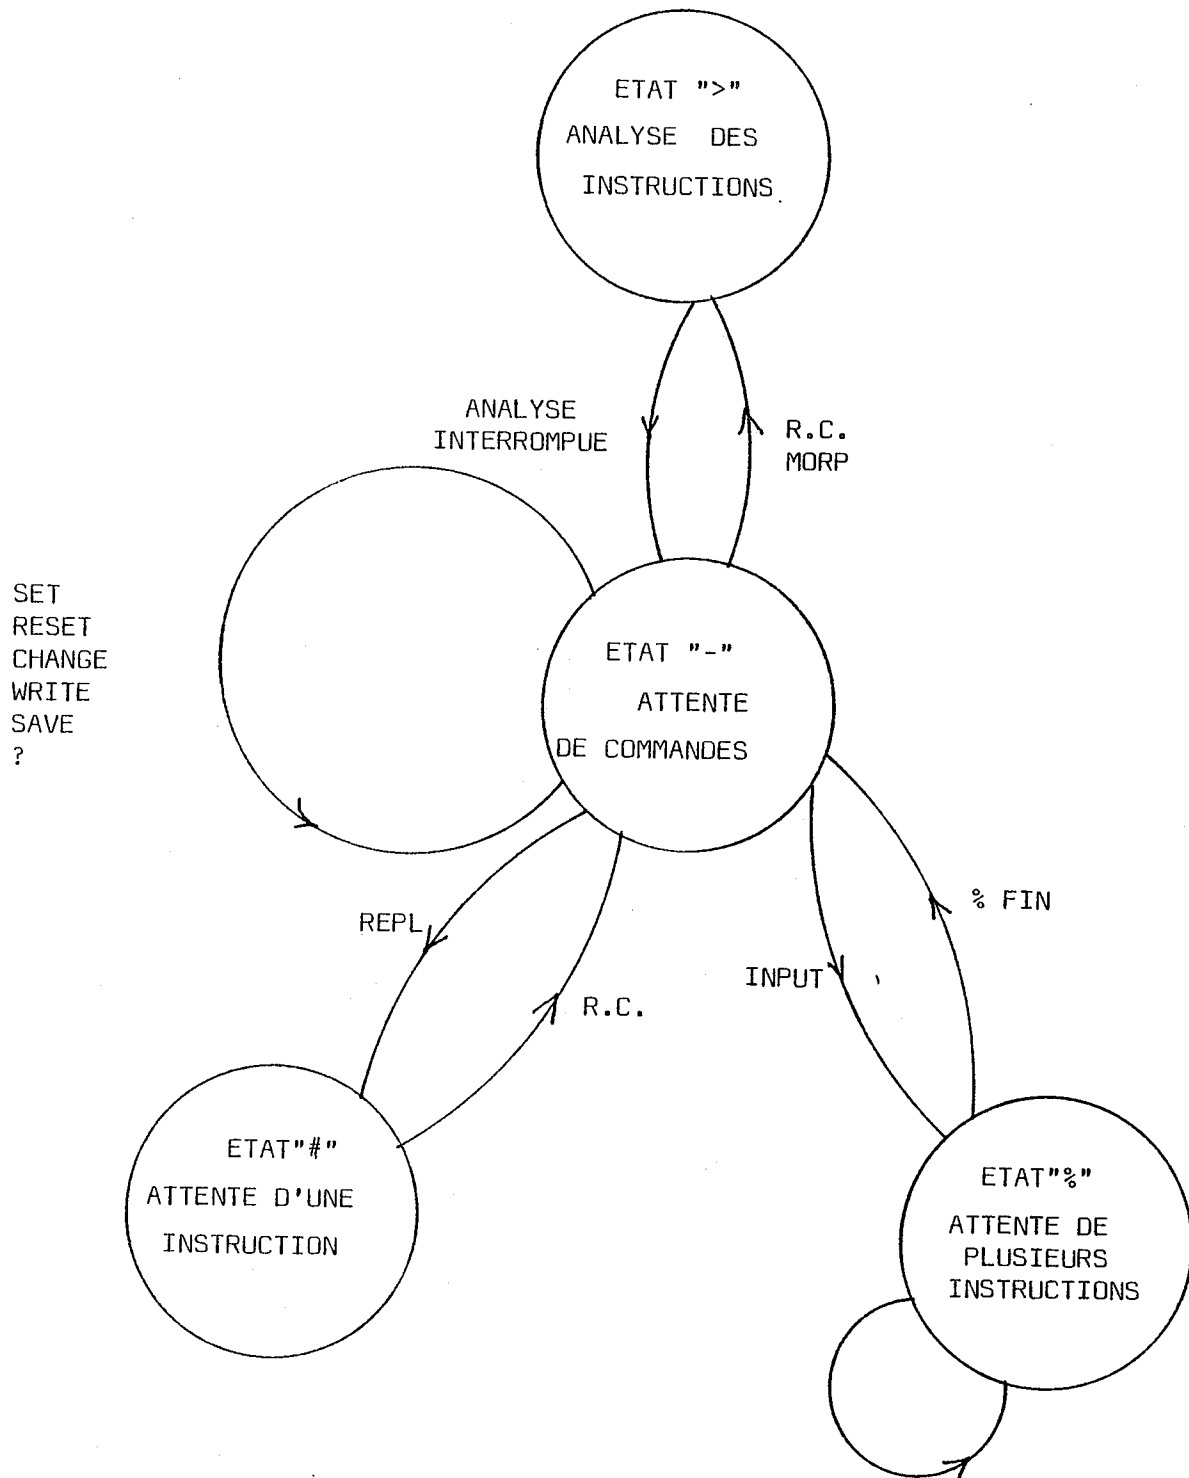 ETAT ">"
ANALYSE DES
INSTRUCTIONS
ANALYSE
INTERROMPUE
R.C.
MORP
SET
RESET
CHANGE
WRITE
SAVE
?
ETAT "-"
ATTENTE
DE COMMANDES
REPL
R.C.
INPUT
% FIN
ETAT"#"
ATTENTE D'UNE
INSTRUCTION
ETAT"%"
ATTENTE DE
PLUSIEURS
INSTRUCTIONS